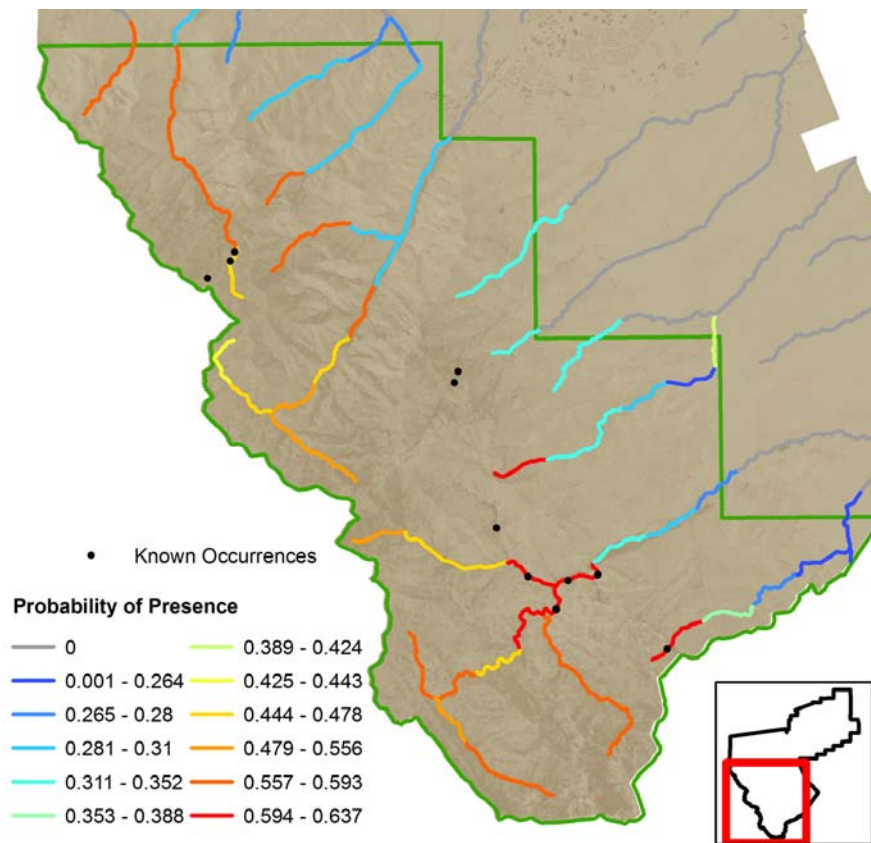 • Known Occurrences
Probability of Presence
0
0.001 - 0.264
0.265 - 0.28
0.281 - 0.31
0.311 - 0.352
0.353 - 0.388
0.389 - 0.424
0.425 - 0.443
0.444 - 0.478
0.479 - 0.556
0.557 - 0.593
0.594 - 0.637